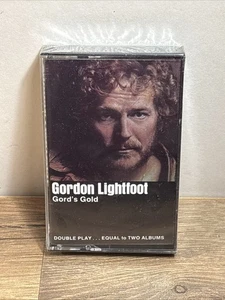 Gordon Lightfoot
Gord's Gold
DOUBLE PLAY . . . EQUAL to TWO ALBUMS